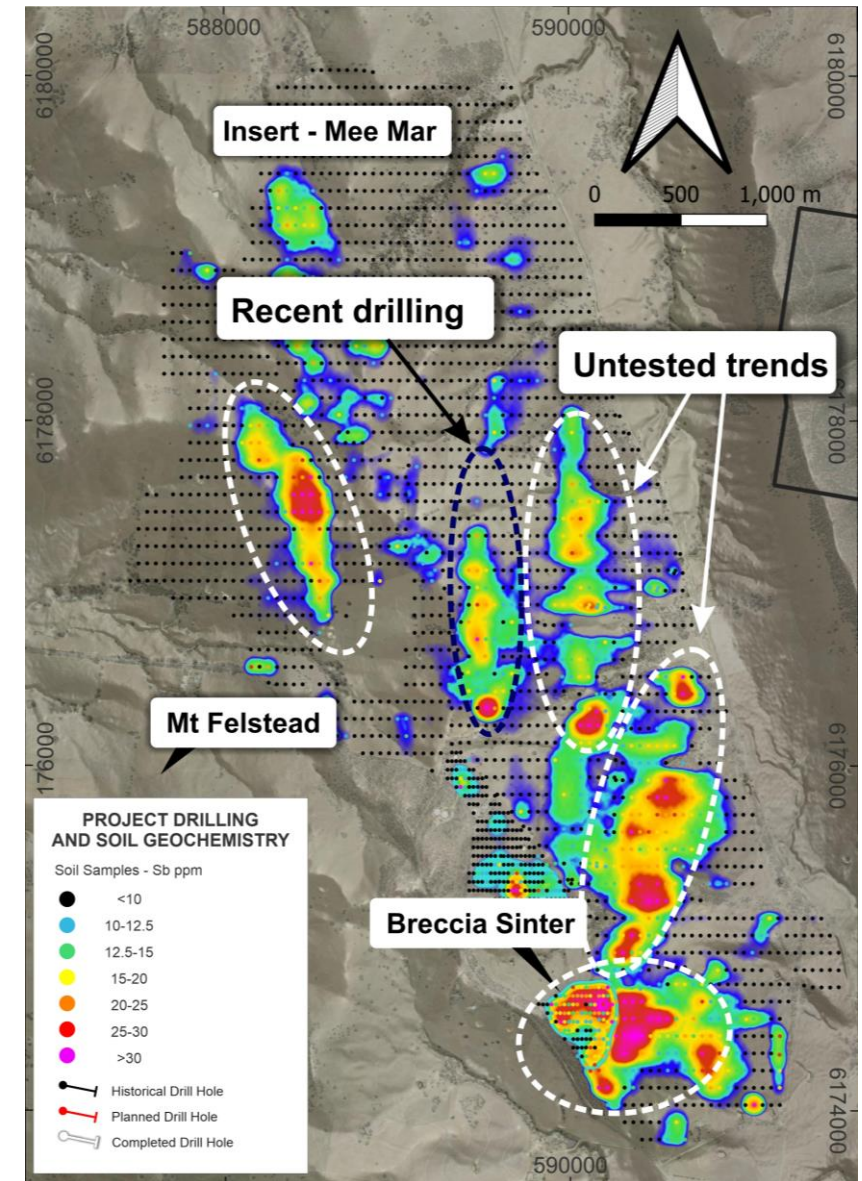 588000
590000
6180000
6180000
Insert - Mee Mar
0 500 1,000 m
Recent drilling
Untested trends
6178000
6178000
Mt Felstead
176000
6176000
PROJECT DRILLING
AND SOIL GEOCHEMISTRY
Soil Samples - Sb ppm
<10
10-12.5
12.5-15
15-20
20-25
25-30
>30
Historical Drill Hole
Planned Drill Hole
Completed Drill Hole
Breccia Sinter
6174000
590000